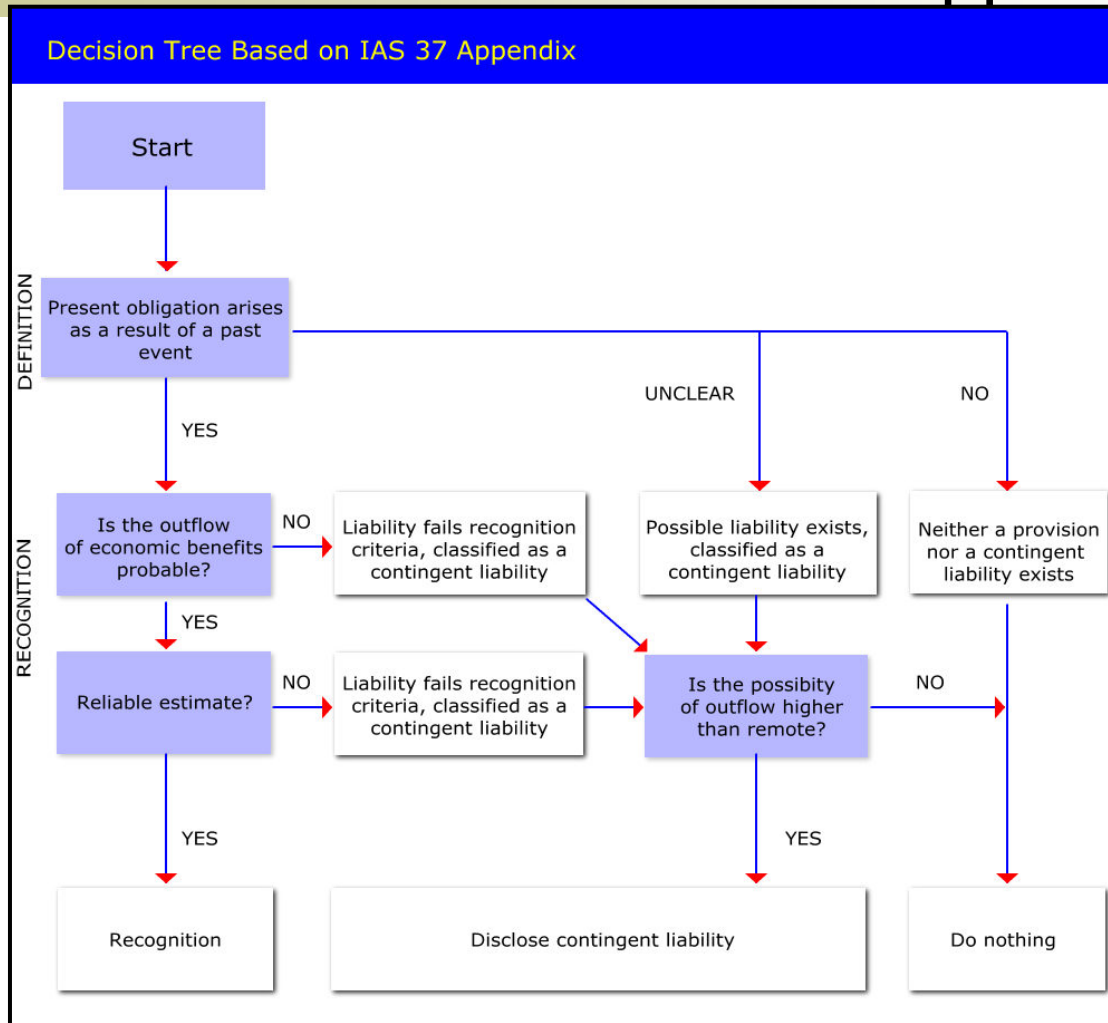 Decision Tree Based on IAS 37 Appendix
Start
DEFINITION
Present obligation arises
as a result of a past
event
UNCLEAR
NO
YES
RECOGNITION
Is the outflow
of economic benefits
probable?
NO
Liability fails recognition
criteria, classified as a
contingent liability
Possible liability exists,
classified as a
contingent liability
Neither a provision
nor a contingent
liability exists
YES
Reliable estimate?
NO
Liability fails recognition
criteria, classified as a
contingent liability
Is the possibity
of outflow higher
than remote?
NO
YES
YES
Recognition
Disclose contingent liability
Do nothing